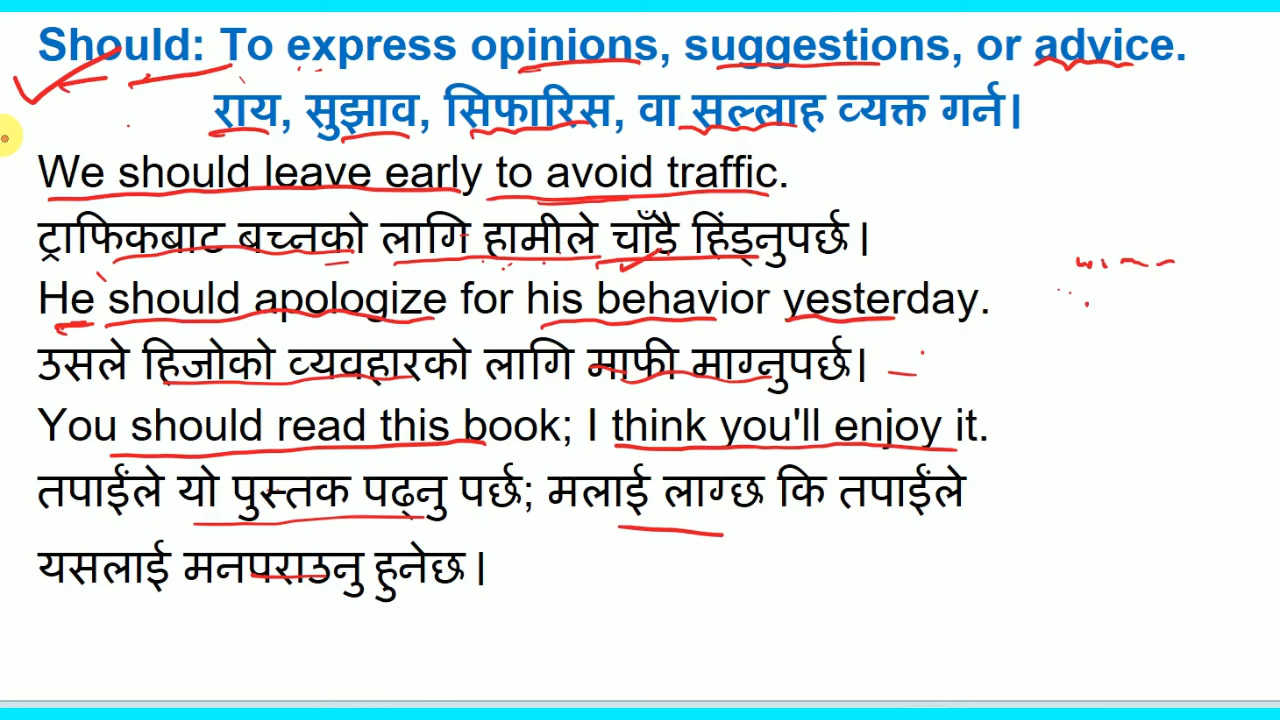 Should: To express opinions, suggestions, or advice.
राय, सुझाव, सिफारिस, वा सल्लाह व्यक्त गर्न।
We should leave early to avoid traffic.
ट्राफिकबाट बच्नको लागि हामीले चाँडै हिंड्नुपर्छ।
He should apologize for his behavior yesterday.
उसले हिजोको व्यवहारको लागि माफी माग्नुपर्छ।
You should read this book; I think you'll enjoy it.
तपाईंले यो पुस्तक पढ्नु पर्छ; मलाई लाग्छ कि तपाईंले
यसलाई मनपराउनु हुनेछ।